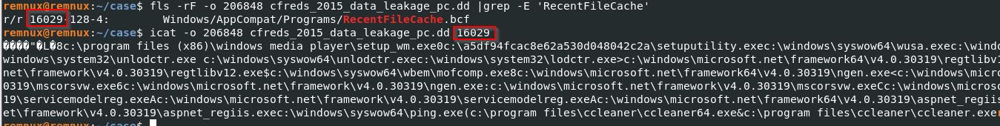 remnux@remnux:~/case$ fls -rF -o 206848 cfreds_2015_data_leakage_pc.dd |grep -E 'RecentFileCache'
r/r 16029-128-4: Windows/AppCompat/Programs/RecentFileCache.bcf
remnux@remnux:~/case$ icat -o 206848 cfreds_2015_data_leakage_pc.dd 16029
����"�L�8c:\program files (x86)\windows media player\setup_wm.exe0c:\a5df94fcac8e62a530d048042c2a\setuputility.exec:\windows\syswow64\wusa.exec:\windo
windows\system32\unlodctr.exe c:\windows\syswow64\unlodctr.exec:\windows\system32\lodctr.exe>c:\windows\microsoft.net\framework64\v4.0.30319\regtlibv1
net\framework\v4.0.30319\regtlibv12.exe$c:\windows\syswow64\wbem\mofcomp.exe8c:\windows\microsoft.net\framework64\v4.0.30319\ngen.exe<c:\windows\micr
0319\mscorsvw.exe6c:\windows\microsoft.net\framework\v4.0.30319\ngen.exe:c:\windows\microsoft.net\framework\v4.0.30319\mscorsvw.exeCc:\windows\microso
19\servicemodelreg.exeAc:\windows\microsoft.net\framework\v4.0.30319\servicemodelreg.exeAc:\windows\microsoft.net\framework64\v4.0.30319\aspnet_regiis
et\framework\v4.0.30319\aspnet_regiis.exec:\windows\syswow64\ping.exe(c:\program files\ccleaner\ccleaner64.exe&c:\program files\ccleaner\ccleaner.exer
remnux@remnux:~/case$